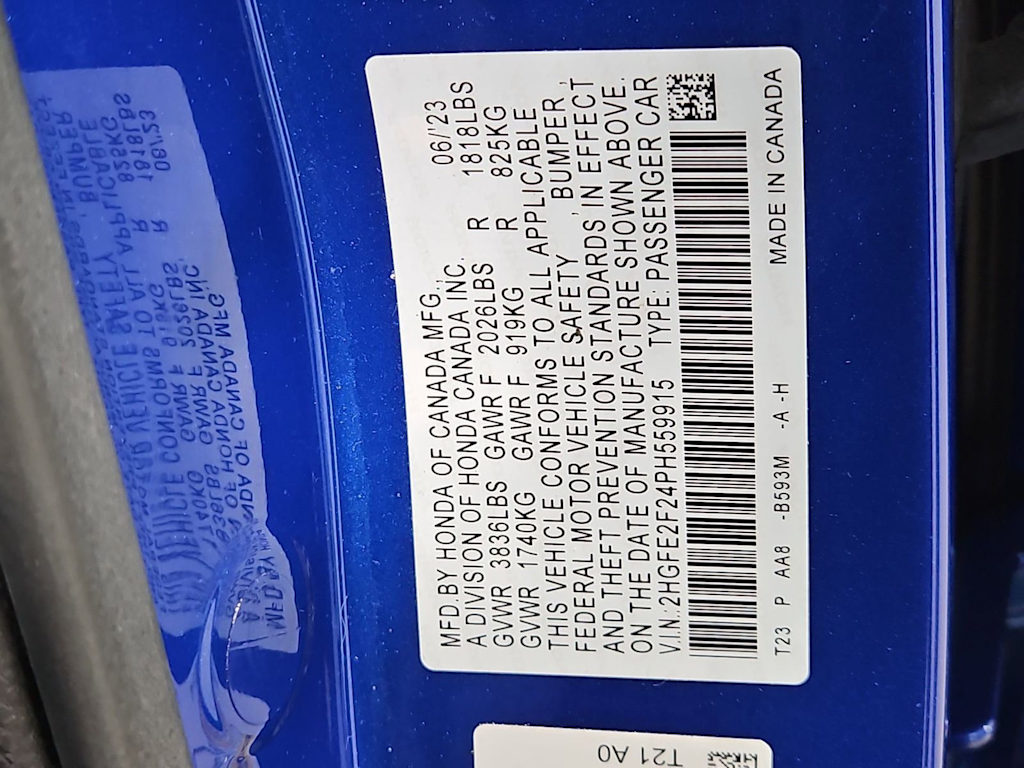 MFD.BY HONDA OF CANADA MFG., 06/'23
A DIVISION OF HONDA CANADA INC.
GVWR 3836LBS GAWR F 2026LBS R 1818LBS
GVWR 1740KG GAWR F 919KG R 825KG
THIS VEHICLE CONFORMS TO ALL APPLICABLE
FEDERAL MOTOR VEHICLE SAFETY , BUMPER ,
AND THEFT PREVENTION STANDARDS IN EFFECT
ON THE DATE OF MANUFACTURE SHOWN ABOVE.
V.I.N.:2HGFE2F24PH559915 TYPE: PASSENGER CAR
T23 P AA8 -B593M -A -H MADE IN CANADA
T21 A0